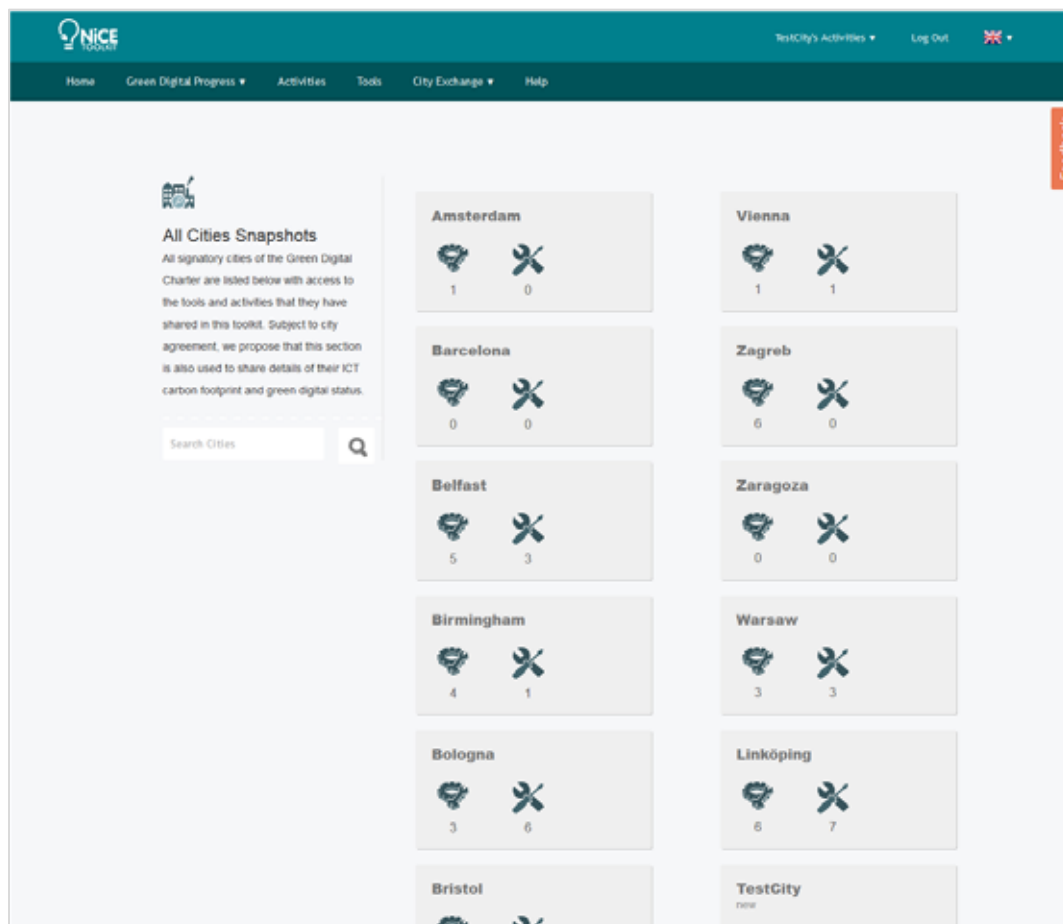 NiCE
TOOLKIT
TestCity's Activities ▾ Log Out ▾
Home Green Digital Progress ▾ Activities Tools City Exchange ▾ Help
All Cities Snapshots
All signatory cities of the Green Digital
Charter are listed below with access to
the tools and activities that they have
shared in this toolkit. Subject to city
agreement, we propose that this section
is also used to share details of their ICT
carbon footprint and green digital status.
Search Cities
Amsterdam
1 0
Vienna
1 1
Barcelona
0 0
Zagreb
6 0
Belfast
5 3
Zaragoza
0 0
Birmingham
4 1
Warsaw
3 3
Bologna
3 6
Linköping
6 7
Bristol
TestCity
new